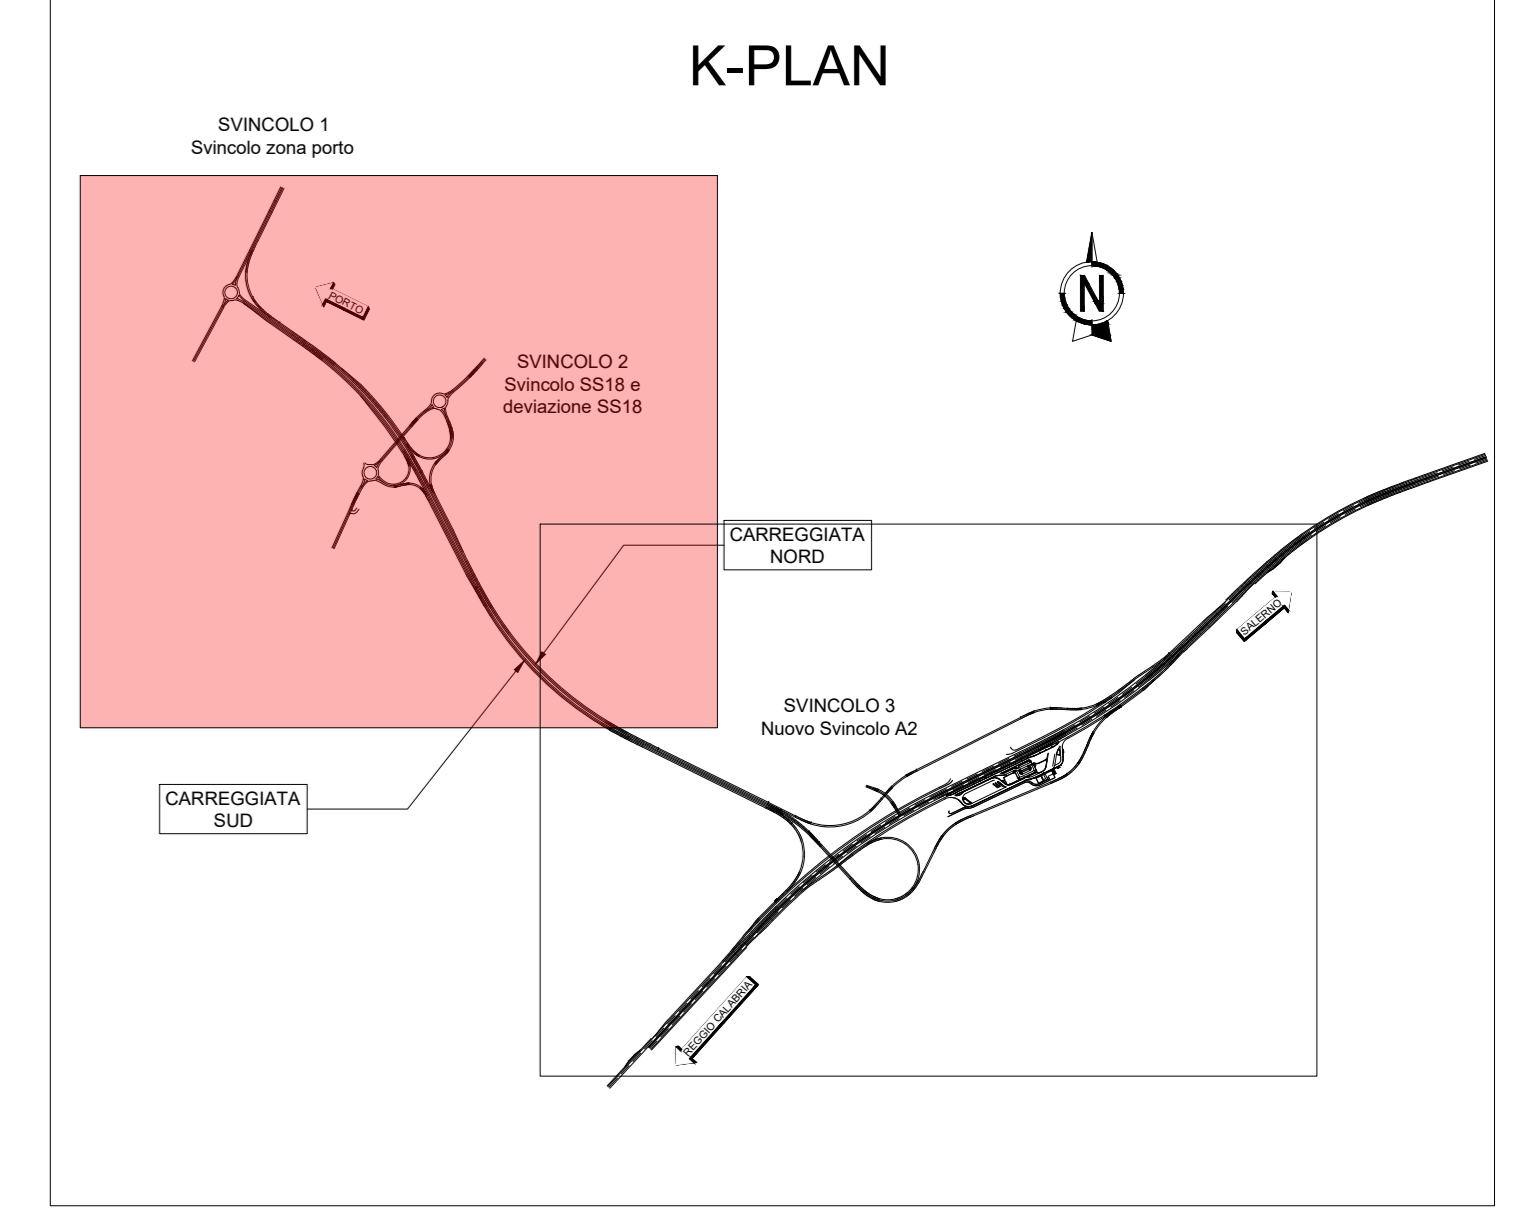 K-PLAN
SVINCOLO 1
Svincolo zona porto
PORTO
N
SVINCOLO 2
Svincolo SS18 e
deviazione SS18
CARREGGIATA
NORD
SALERNO
SVINCOLO 3
Nuovo Svincolo A2
CARREGGIATA
SUD
REGGIO CALABRIA